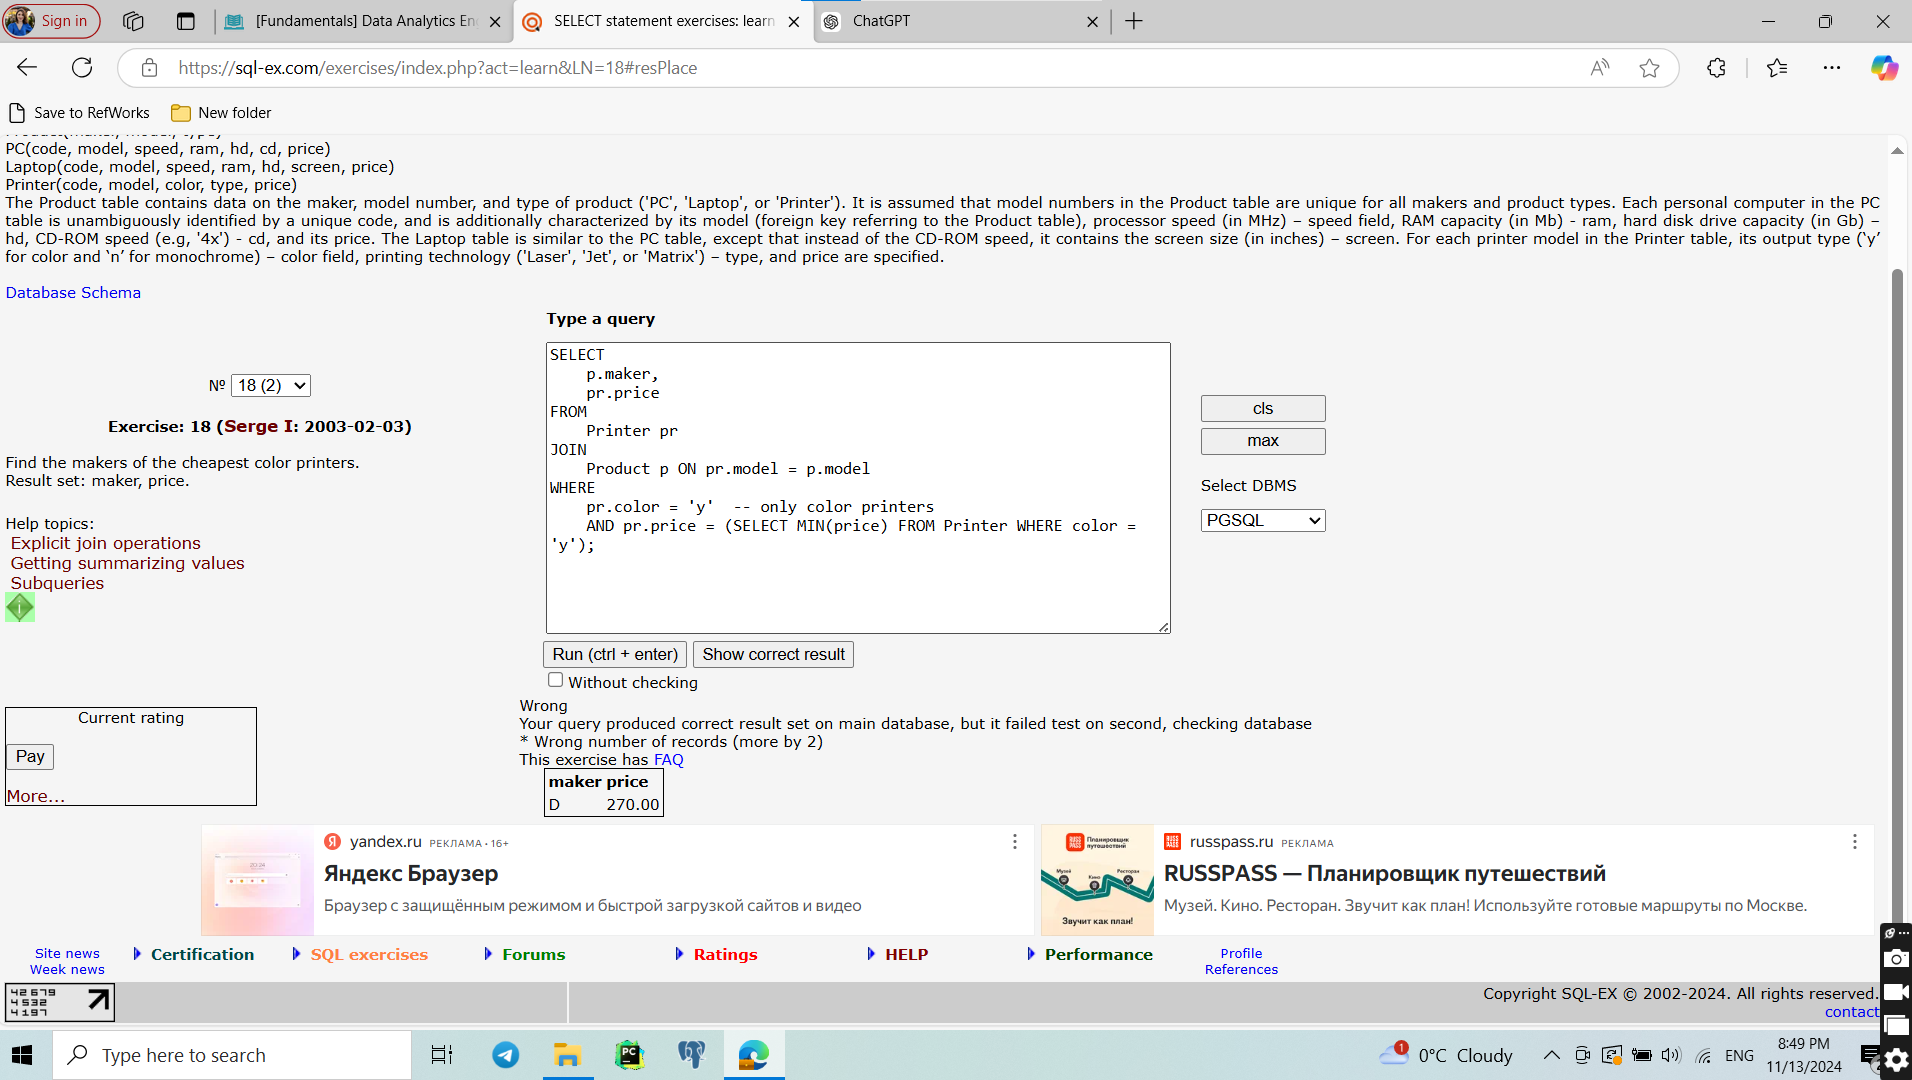 Sign in
[Fundamentals] Data Analytics En
SELECT statement exercises: learn
ChatGPT
https://sql-ex.com/exercises/index.php?act=learn&LN=18#resPlace
Save to RefWorks
New folder
Product(maker, model, type)
PC(code, model, speed, ram, hd, cd, price)
Laptop(code, model, speed, ram, hd, screen, price)
Printer(code, model, color, type, price)
The Product table contains data on the maker, model number, and type of product ('PC', 'Laptop', or 'Printer'). It is assumed that model numbers in the Product table are unique for all makers and product types. Each personal computer in the PC
table is unambiguously identified by a unique code, and is additionally characterized by its model (foreign key referring to the Product table), processor speed (in MHz) – speed field, RAM capacity (in Mb) - ram, hard disk drive capacity (in Gb) –
hd, CD-ROM speed (e.g, '4x') - cd, and its price. The Laptop table is similar to the PC table, except that instead of the CD-ROM speed, it contains the screen size (in inches) – screen. For each printer model in the Printer table, its output type (‘y’
for color and ‘n’ for monochrome) – color field, printing technology ('Laser', 'Jet', or 'Matrix') – type, and price are specified.
Database Schema
Type a query
SELECT
p.maker,
pr.price
FROM
Printer pr
JOIN
Product p ON pr.model = p.model
WHERE
pr.color = 'y'  -- only color printers
AND pr.price = (SELECT MIN(price) FROM Printer WHERE color =
'y');
№ 18 (2)
Exercise: 18 (Serge I: 2003-02-03)
Find the makers of the cheapest color printers.
Result set: maker, price.
Help topics:
Explicit join operations
Getting summarizing values
Subqueries
cls
max
Select DBMS
PGSQL
Run (ctrl + enter)
Show correct result
Without checking
Current rating
Pay
More...
Wrong
Your query produced correct result set on main database, but it failed test on second, checking database
* Wrong number of records (more by 2)
This exercise has FAQ
maker price
D 270.00
yandex.ru РЕКЛАМА • 16+
Яндекс Браузер
Браузер с защищённым режимом и быстрой загрузкой сайтов и видео
Планировщик
путешествий
Музей
Кино
Ресторан
Звучит как план!
russpass.ru РЕКЛАМА
RUSSPASS — Планировщик путешествий
Музей. Кино. Ресторан. Звучит как план! Используйте готовые маршруты по Москве.
Site news
Week news
Certification
SQL exercises
Forums
Ratings
HELP
Performance
Profile
References
42 679
4 532
4 197
Copyright SQL-EX © 2002-2024. All rights reserved.
contact
Type here to search
1
0°C Cloudy
ENG
8:49 PM
11/13/2024